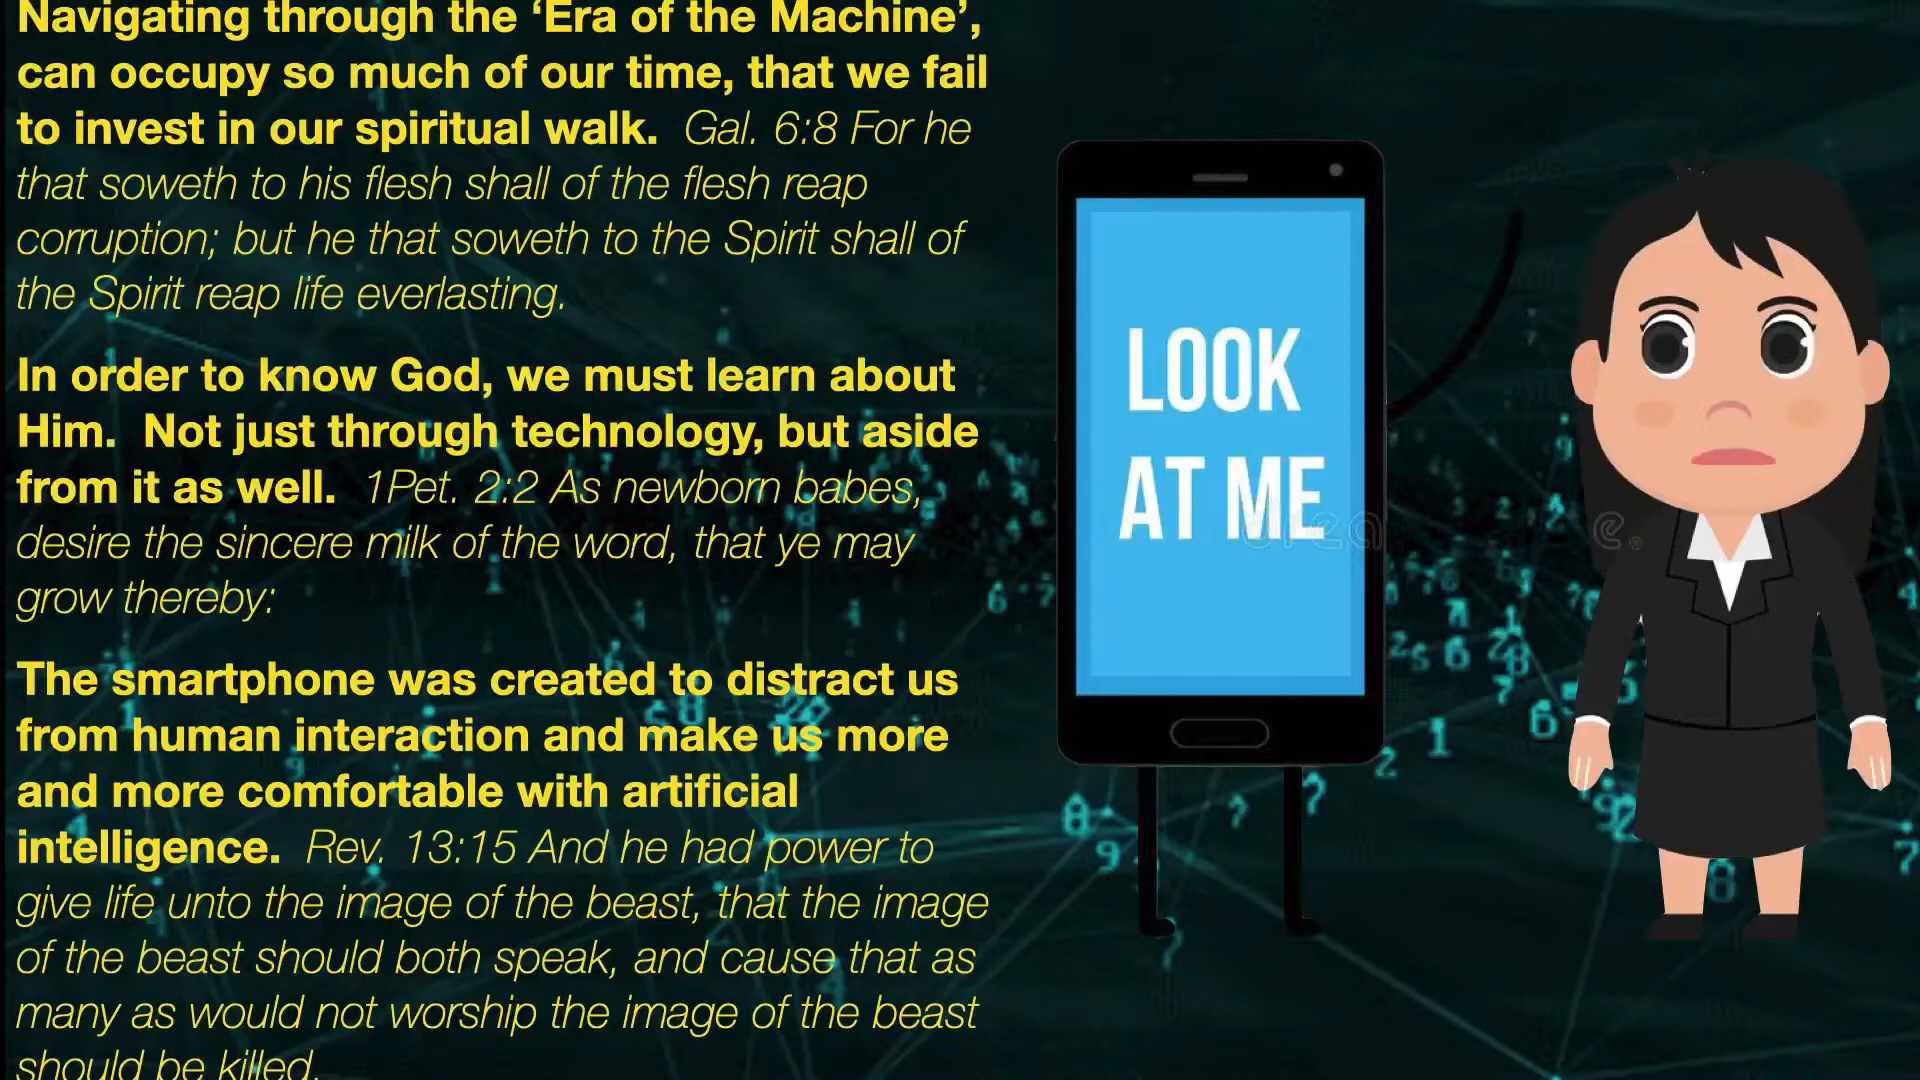 Navigating through the ‘Era of the Machine’,
can occupy so much of our time, that we fail
to invest in our spiritual walk.  Gal. 6:8 For he
that soweth to his flesh shall of the flesh reap
corruption; but he that soweth to the Spirit shall of
the Spirit reap life everlasting.
In order to know God, we must learn about
Him.  Not just through technology, but aside
from it as well.  1Pet. 2:2 As newborn babes,
desire the sincere milk of the word, that ye may
grow thereby:
The smartphone was created to distract us
from human interaction and make us more
and more comfortable with artificial
intelligence.  Rev. 13:15 And he had power to
give life unto the image of the beast, that the image
of the beast should both speak, and cause that as
many as would not worship the image of the beast
should be killed.
LOOK
AT ME